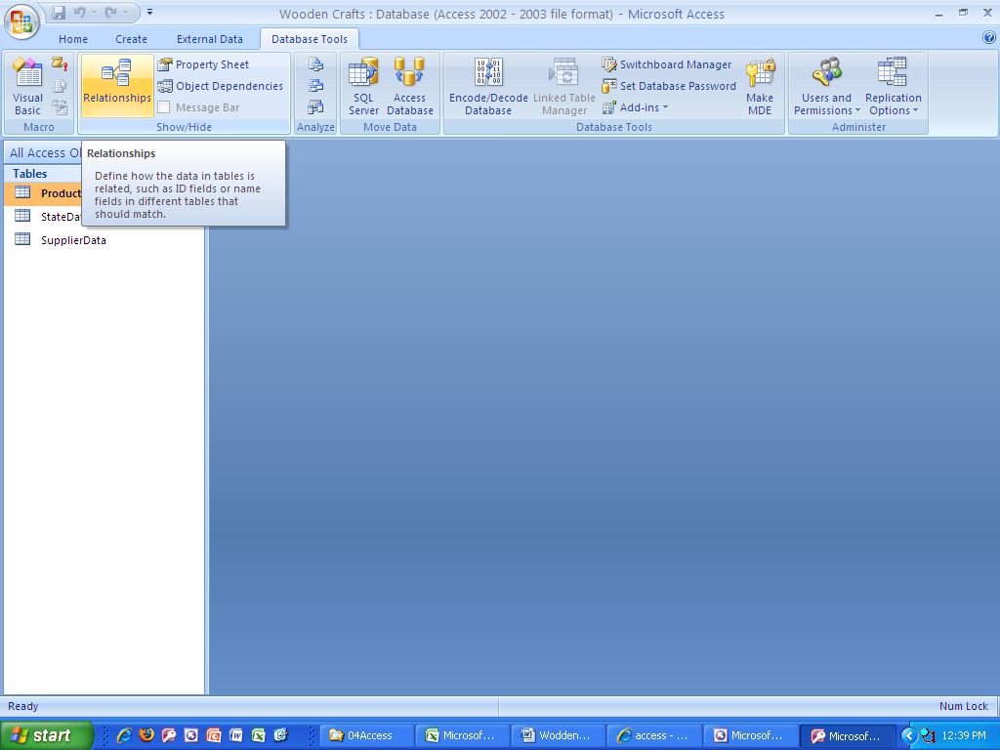 Wooden Crafts : Database (Access 2002 - 2003 file format) - Microsoft Access
Home Create External Data Database Tools
Visual Basic
Macro
Relationships
Property Sheet
Object Dependencies
Message Bar
Show/Hide
Analyze
SQL Server
Access Database
Move Data
Encode/Decode Database
Linked Table Manager
Switchboard Manager
Set Database Password
Add-ins
Make MDE
Database Tools
Users and Permissions
Replication Options
Administer
All Access
Relationships
Define how the data in tables is
related, such as ID fields or name
fields in different tables that
should match.
Tables
Product
StateDa
SupplierData
Ready
Num Lock
start
04Access
Microsof...
Wodden...
access - ...
Microsof...
Microsof...
12:39 PM